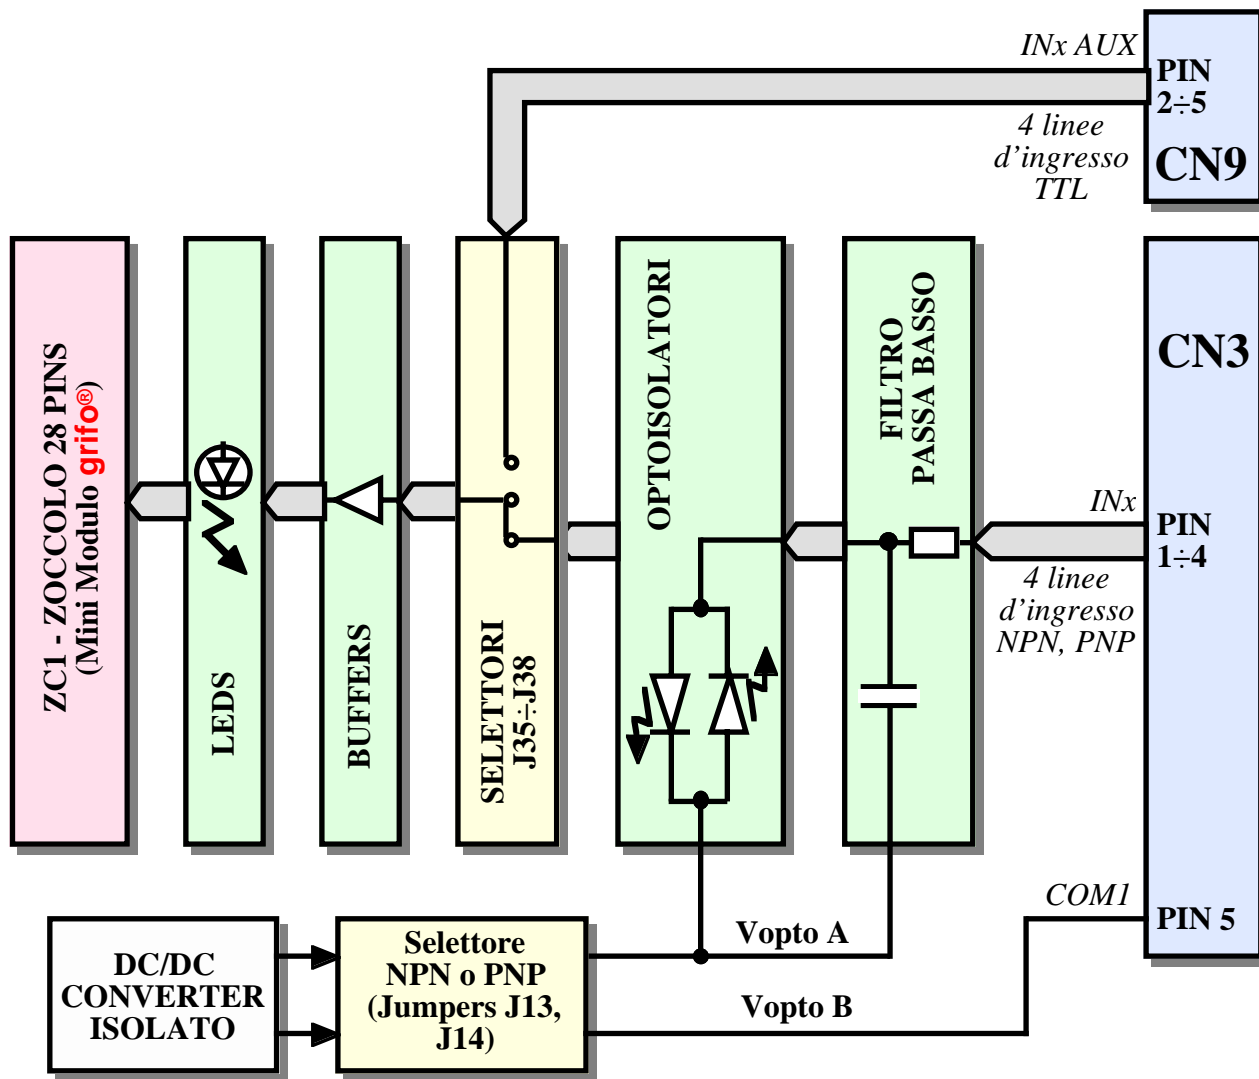 INx AUX
PIN
2÷5
4 linee
d’ingresso
TTL
CN9
ZC1 - ZOCCOLO 28 PINS
(Mini Modulo grifo®)
LEDS
BUFFERS
SELETTORI
J35÷J38
OPTOISOLATORI
FILTRO
PASSA BASSO
CN3
INx
PIN
1÷4
4 linee
d’ingresso
NPN, PNP
COM1
PIN 5
DC/DC
CONVERTER
ISOLATO
Selettore
NPN o PNP
(Jumpers J13,
J14)
Vopto A
Vopto B